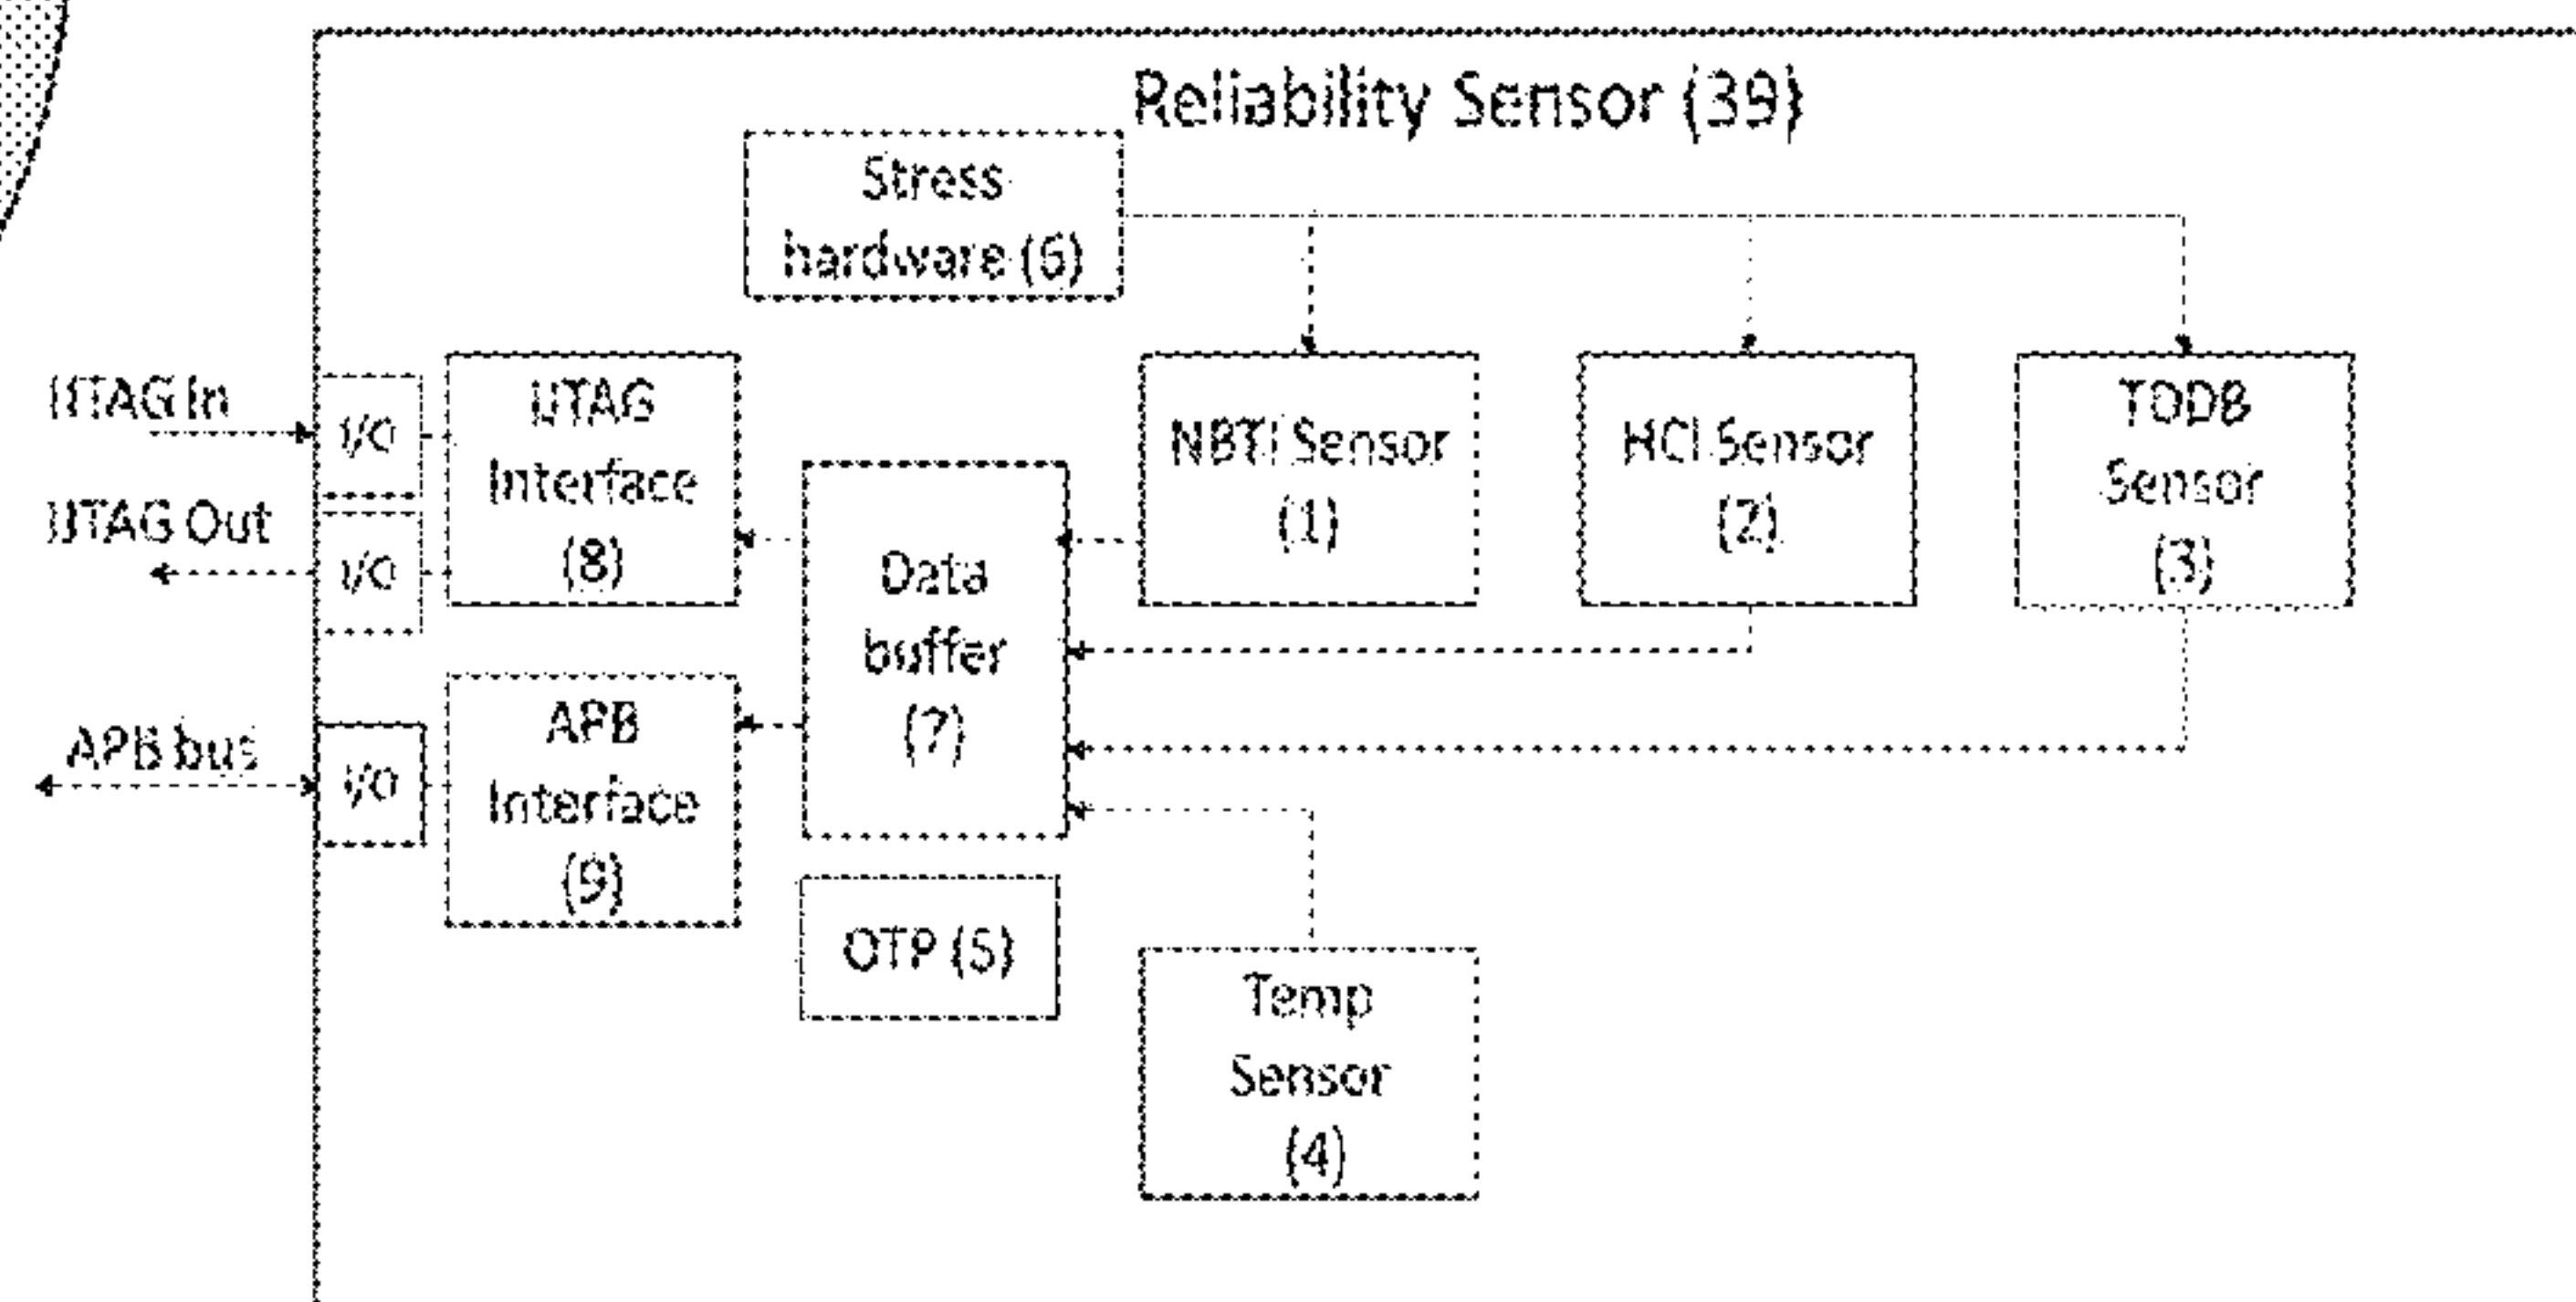 Reliability Sensor (39)
Stress
hardware (6)
IJTAG In
I/O
IJTAG
Interface
(8)
IJTAG Out
I/O
NBTI Sensor
(1)
HCI Sensor
(2)
TDDB
Sensor
(3)
Data
buffer
(7)
APB bus
I/O
APB
Interface
(9)
OTP (5)
Temp
Sensor
(4)